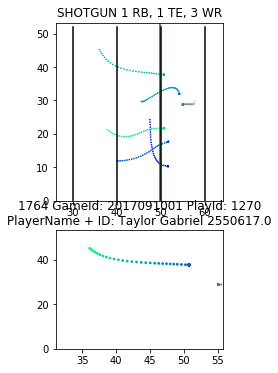 SHOTGUN 1 RB, 1 TE, 3 WR
50
40
30
20
10
0
30 40 50 60
1764 GameId: 2017091001 PlayId: 1270
PlayerName + ID: Taylor Gabriel 2550617.0
40
20
0
35 40 45 50 55